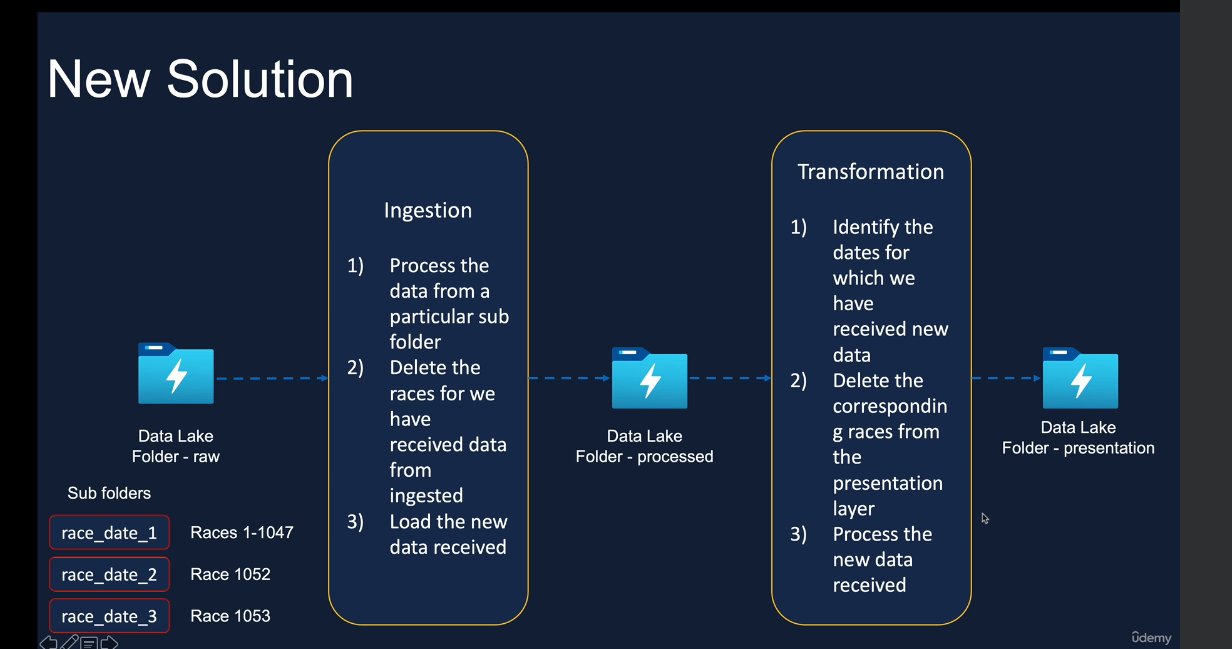 New Solution
Ingestion
1) Process the
data from a
particular sub
folder
2) Delete the
races for we
have
received data
from
ingested
3) Load the new
data received
Transformation
1) Identify the
dates for
which we
have
received new
data
2) Delete the
correspondin
g races from
the
presentation
layer
3) Process the
new data
received
Data Lake
Folder - raw
Data Lake
Folder - processed
Data Lake
Folder - presentation
Sub folders
race_date_1 Races 1-1047
race_date_2 Race 1052
race_date_3 Race 1053
ûdemy